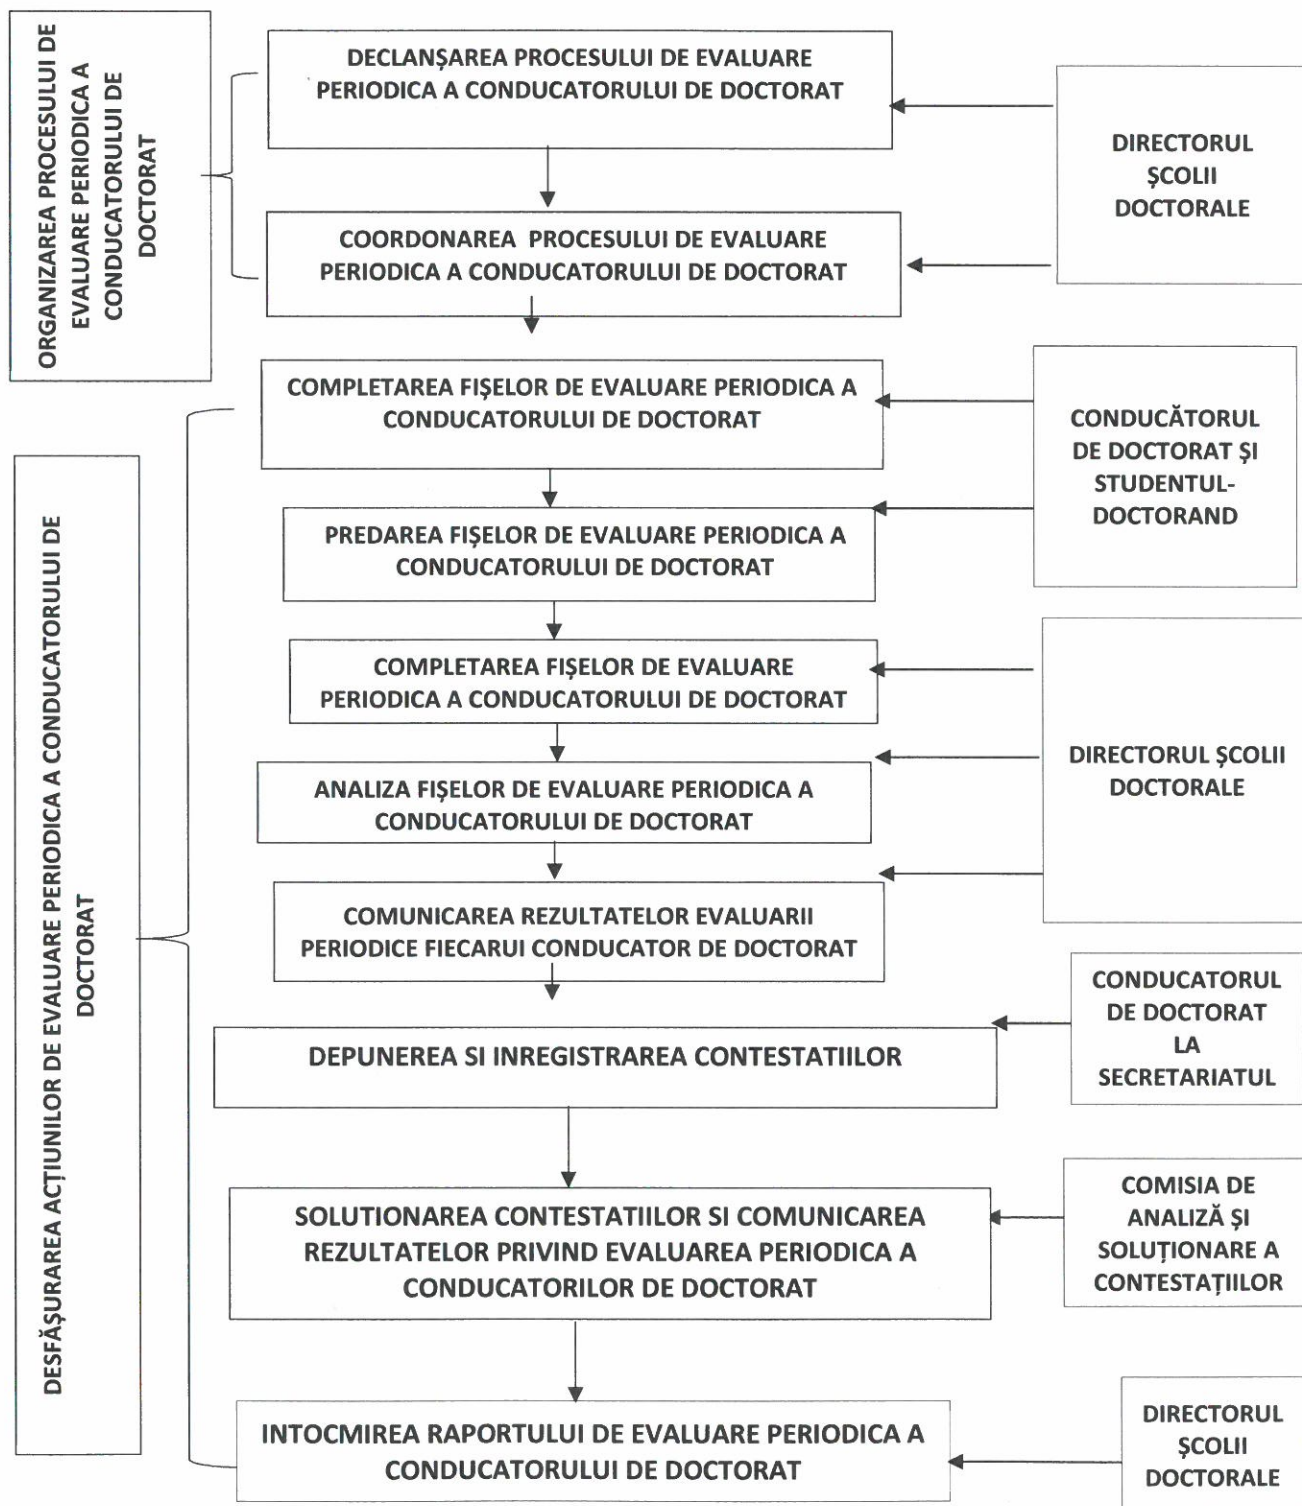 ORGANIZAREA PROCESULUI DE
EVALUARE PERIODICA A
CONDUCATORULUI DE
DOCTORAT
DECLANȘAREA PROCESULUI DE EVALUARE
PERIODICA A CONDUCATORULUI DE DOCTORAT
DIRECTORUL
ȘCOLII
DOCTORALE
COORDONAREA PROCESULUI DE EVALUARE
PERIODICA A CONDUCATORULUI DE DOCTORAT
DESFĂȘURAREA ACȚIUNILOR DE EVALUARE PERIODICA A CONDUCATORULUI DE
DOCTORAT
COMPLETAREA FIȘELOR DE EVALUARE PERIODICA A
CONDUCATORULUI DE DOCTORAT
CONDUCĂTORUL
DE DOCTORAT ȘI
STUDENTUL-
DOCTORAND
PREDAREA FIȘELOR DE EVALUARE PERIODICA A
CONDUCATORULUI DE DOCTORAT
COMPLETAREA FIȘELOR DE EVALUARE
PERIODICA A CONDUCATORULUI DE DOCTORAT
DIRECTORUL ȘCOLII
DOCTORALE
ANALIZA FIȘELOR DE EVALUARE PERIODICA A
CONDUCATORULUI DE DOCTORAT
COMUNICAREA REZULTATELOR EVALUARII
PERIODICE FIECARUI CONDUCATOR DE DOCTORAT
CONDUCATORUL
DE DOCTORAT
LA
SECRETARIATUL
DEPUNEREA SI INREGISTRAREA CONTESTATIILOR
SOLUTIONAREA CONTESTATIILOR SI COMUNICAREA
REZULTATELOR PRIVIND EVALUAREA PERIODICA A
CONDUCATORILOR DE DOCTORAT
COMISIA DE
ANALIZĂ ȘI
SOLUȚIONARE A
CONTESTAȚIILOR
INTOCMIREA RAPORTULUI DE EVALUARE PERIODICA A
CONDUCATORULUI DE DOCTORAT
DIRECTORUL
ȘCOLII
DOCTORALE